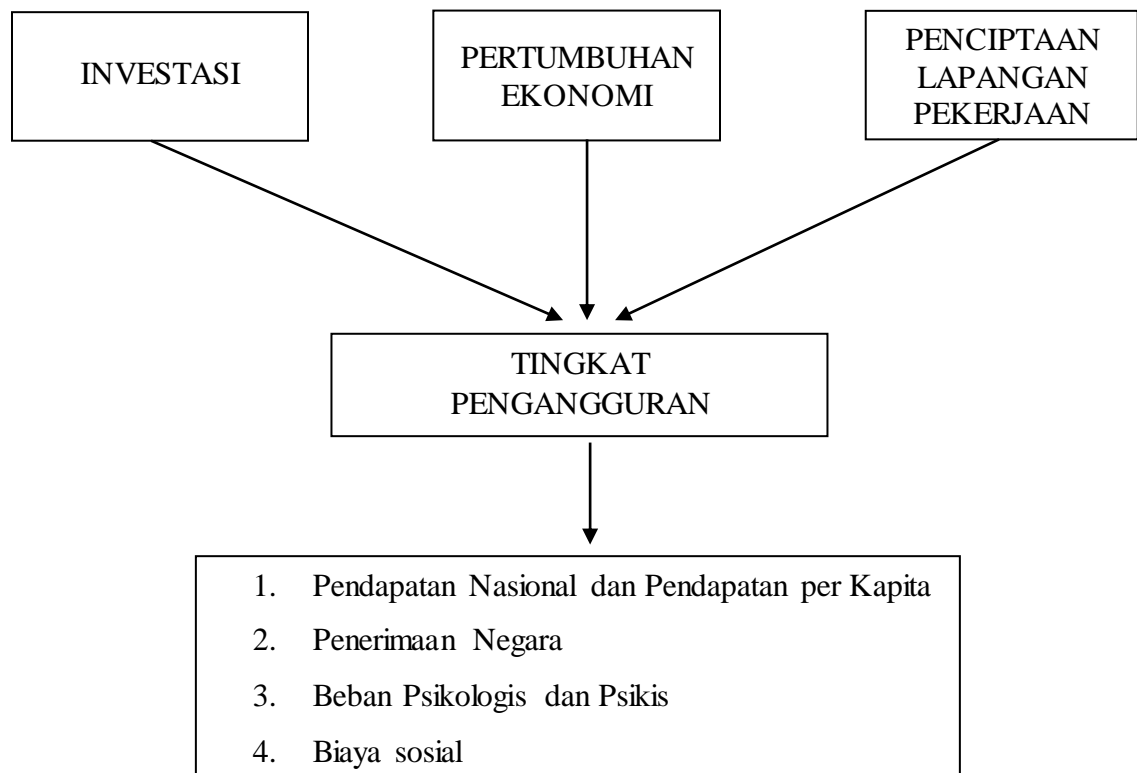 INVESTASI
PERTUMBUHAN
EKONOMI
PENCIPTAAN
LAPANGAN
PEKERJAAN
TINGKAT
PENGANGGURAN
1. Pendapatan Nasional dan Pendapatan per Kapita
2. Penerimaan Negara
3. Beban Psikologis dan Psikis
4. Biaya sosial